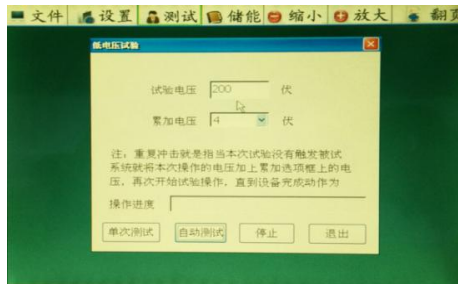 文件 设置 测试 储能 缩小 放大 翻页
低电压试验
试验电压 200 伏
累加电压 4 伏
注：重复冲击就是指当本次试验没有触发被试
系统就将本次操作的电压加上累加选项框上的电
压，再次开始试验操作，直到设备完成动作为
操作进度
单次测试 自动测试 停止 退出